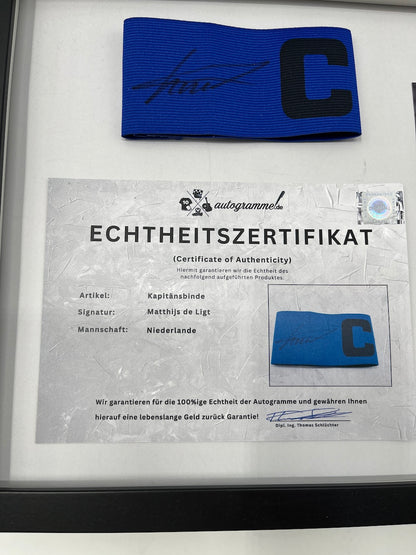 C
autogramme.de
ECHTHEITSZERTIFIKAT
(Certificate of Authenticity)
Hiermit garantieren wir die Echtheit des
nachfolgend aufgeführten Produktes.
Artikel: Kapitänsbinde
Signatur: Matthijs de Ligt
Mannschaft: Niederlande
C
Wir garantieren für die 100%ige Echtheit der Autogramme und gewähren Ihnen
hierauf eine lebenslange Geld zurück Garantie!
Dipl. Ing. Thomas Schlüchter